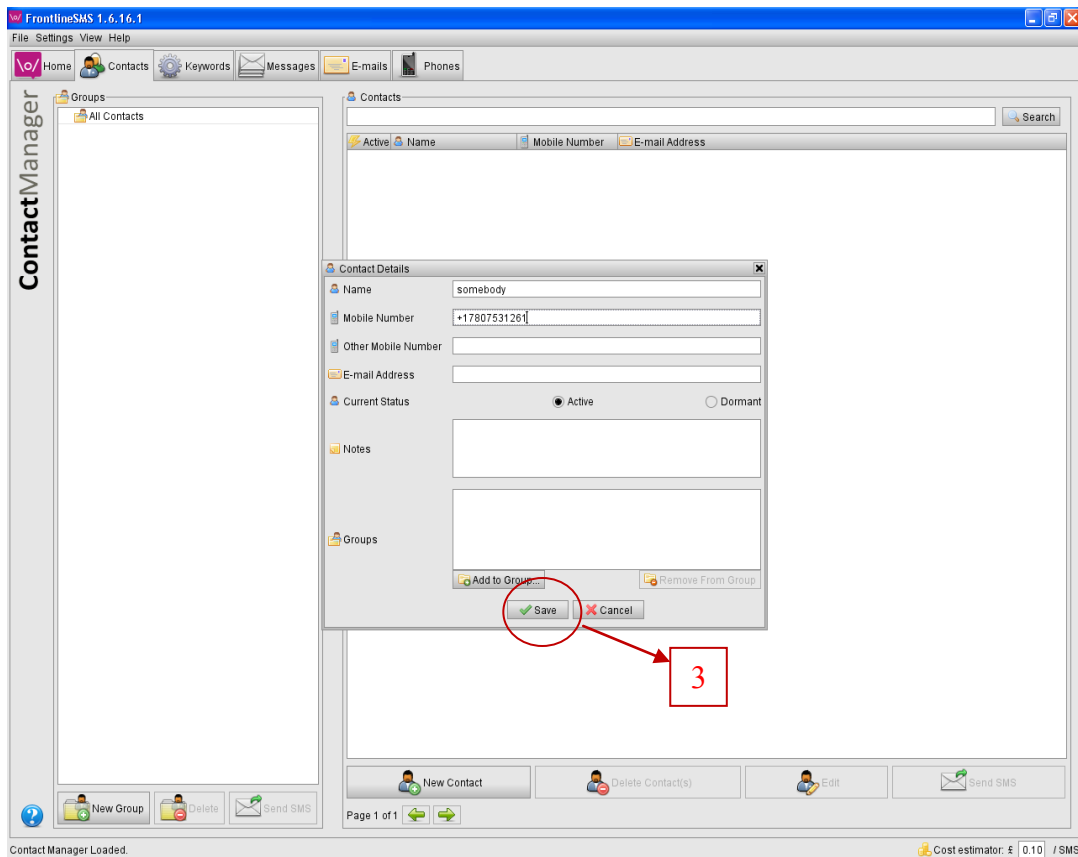 FrontlineSMS 1.6.16.1
File Settings View Help
\o/ Home Contacts Keywords Messages E-mails Phones
ContactManager
Groups
All Contacts
Contacts
Search
Active Name Mobile Number E-mail Address
Contact Details
Name somebody
Mobile Number +17807531261
Other Mobile Number
E-mail Address
Current Status Active Dormant
Notes
Groups
Add to Group... Remove From Group
Save Cancel
3
New Contact Delete Contact(s) Edit Send SMS
New Group Delete Send SMS
Page 1 of 1
Contact Manager Loaded.
Cost estimator: £ 0.10 / SMS